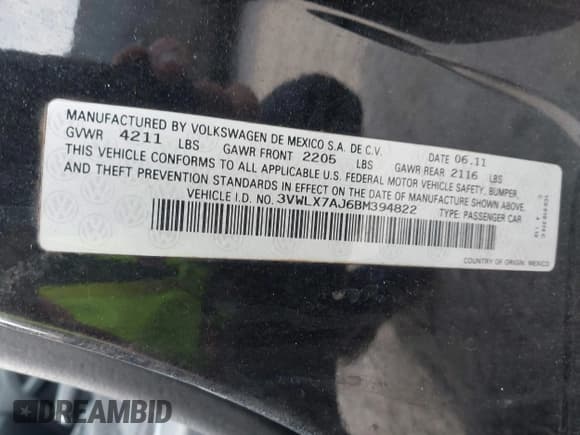 MANUFACTURED BY VOLKSWAGEN DE MEXICO S.A. DE C.V. DATE 06.11
GVWR 4211 LBS GAWR FRONT 2205 LBS GAWR REAR 2116 LBS
THIS VEHICLE CONFORMS TO ALL APPLICABLE U.S. FEDERAL MOTOR VEHICLE SAFETY, BUMPER,
AND THEFT PREVENTION STANDARDS IN EFFECT ON THE DATE OF MANUFACTURE SHOWN ABOVE.
VEHICLE I.D. NO. 3VWLX7AJ6BM394822 TYPE: PASSENGER CAR
COUNTRY OF ORIGIN, MEXICO
DREAMBID